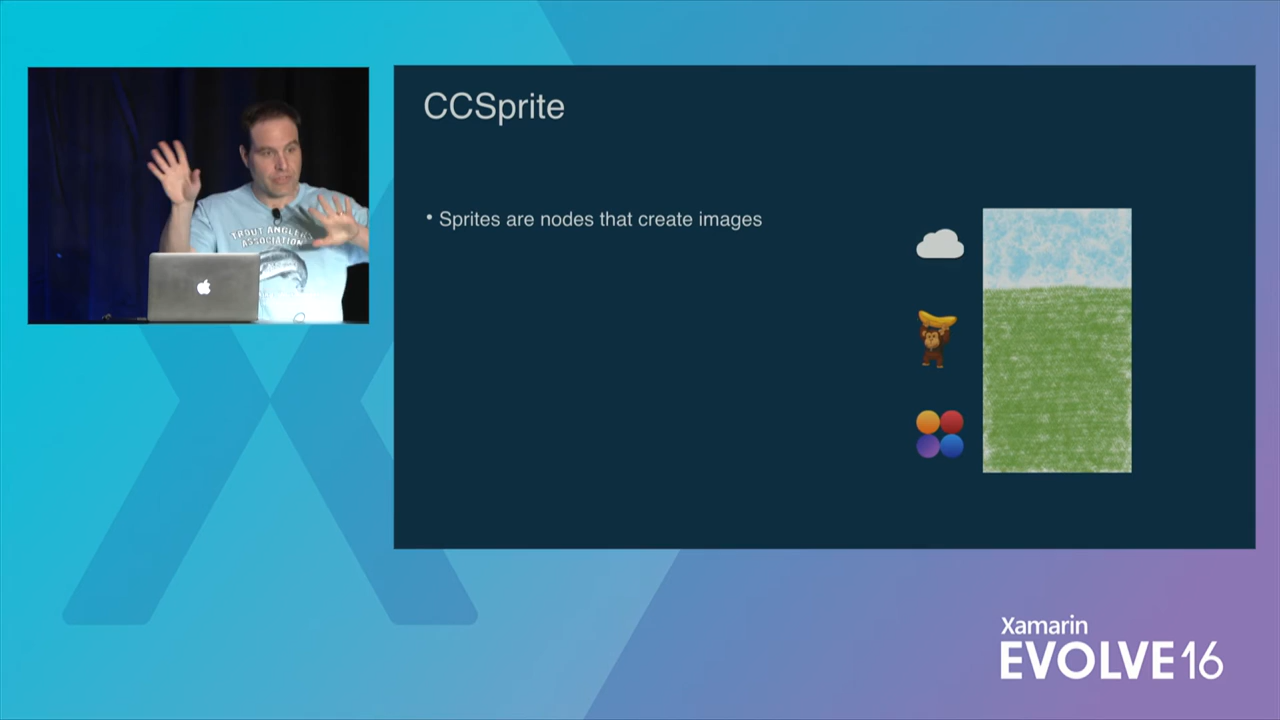 CCSprite
• Sprites are nodes that create images
TROUT ANGLERS
ASSOCIATION
Xamarin
EVOLVE16